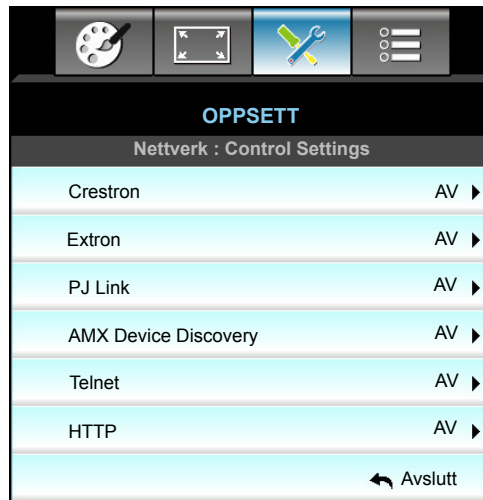 OPPSETT
Nettverk : Control Settings
Crestron AV
Extron AV
PJ Link AV
AMX Device Discovery AV
Telnet AV
HTTP AV
Avslutt